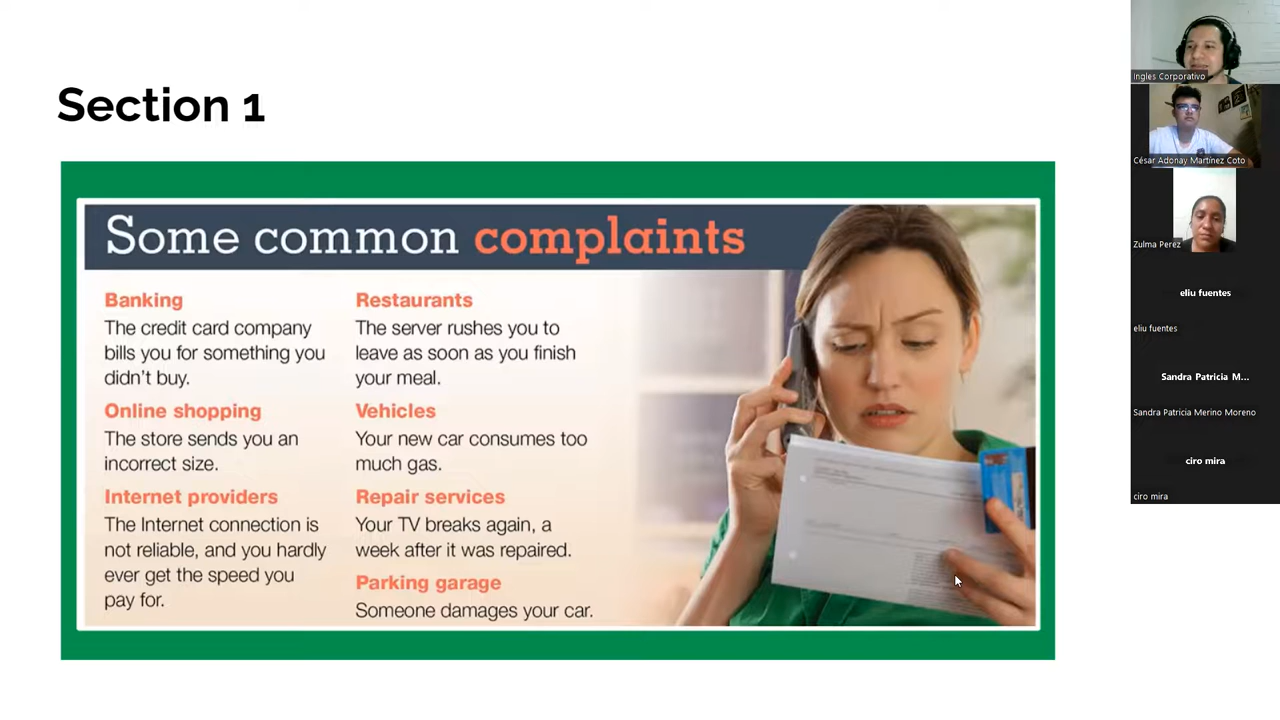 Section 1
Some common complaints
Banking
The credit card company
bills you for something you
didn't buy.
Online shopping
The store sends you an
incorrect size.
Internet providers
The Internet connection is
not reliable, and you hardly
ever get the speed you
pay for.
Restaurants
The server rushes you to
leave as soon as you finish
your meal.
Vehicles
Your new car consumes too
much gas.
Repair services
Your TV breaks again, a
week after it was repaired.
Parking garage
Someone damages your car.
Ingles Corporativo
César Adonay Martínez Coto
Zulma Perez
eliu fuentes
eliu fuentes
Sandra Patricia M...
Sandra Patricia Merino Moreno
ciro mira
ciro mira